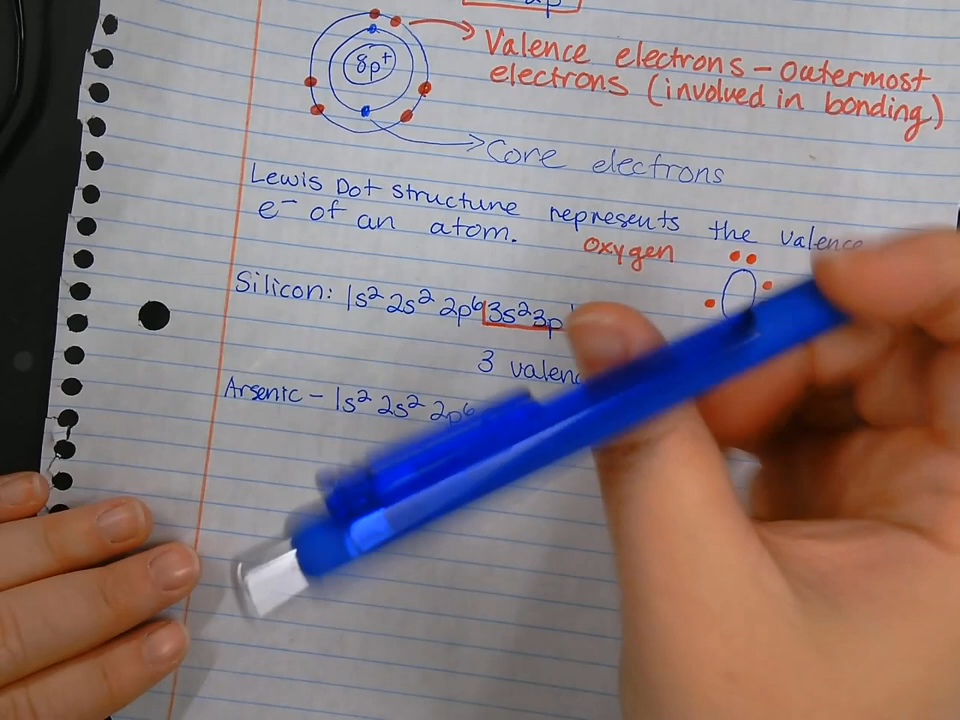 8p⁺
Valence electrons – outermost
electrons (involved in bonding)
Core electrons
Lewis Dot structure represents the valence
e⁻ of an atom.
oxygen
O
Silicon: 1s² 2s² 2p⁶ 3s² 3p
3 valenc
Arsenic – 1s² 2s² 2p⁶